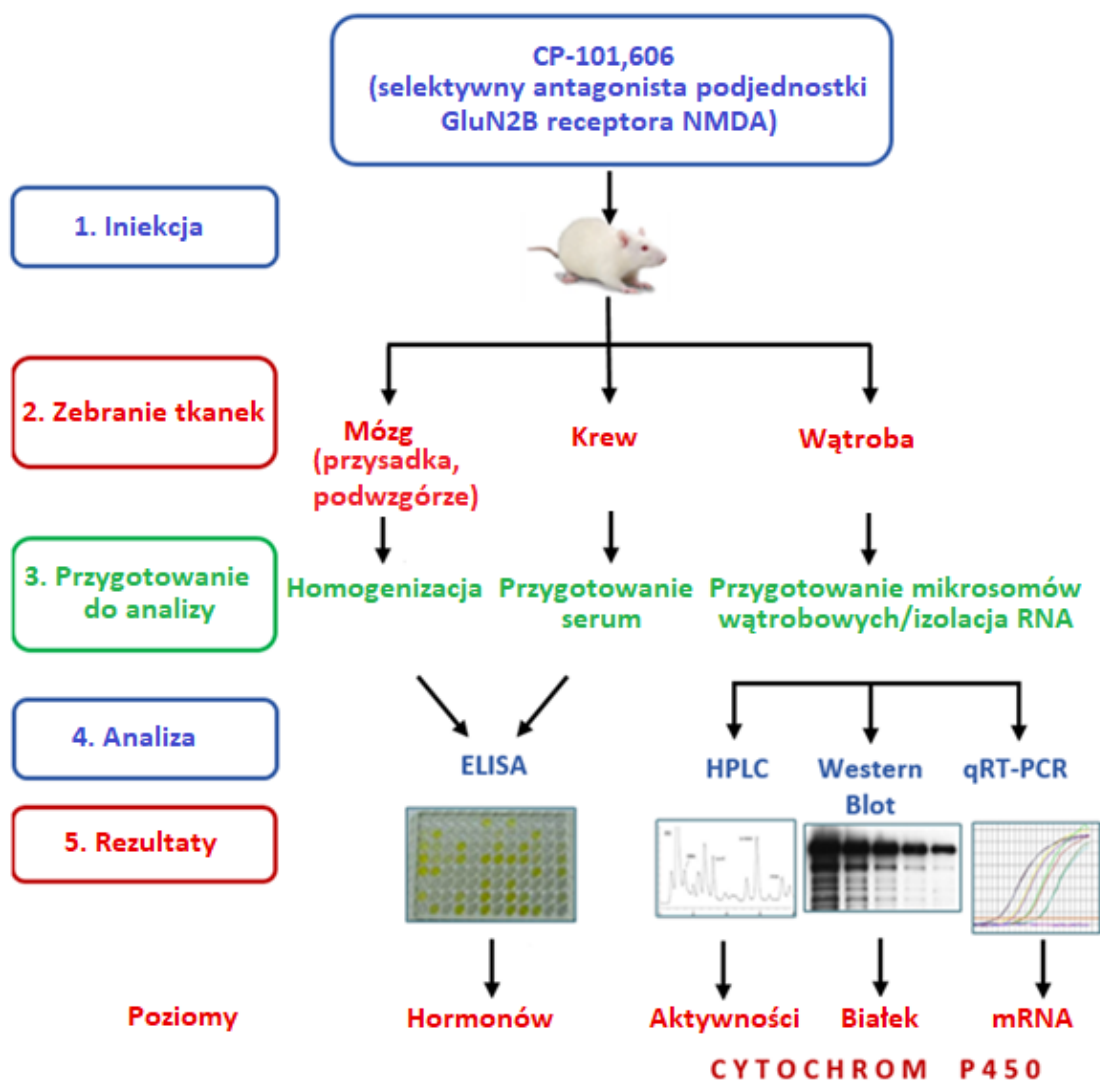 CP-101,606
(selektywny antagonista podjednostki
GluN2B receptora NMDA)
1. Iniekcja
2. Zebranie tkanek
Mózg
(przysadka,
podwzgórze)
Krew
Wątroba
3. Przygotowanie
do analizy
Homogenizacja
Przygotowanie
serum
Przygotowanie mikrosomów
wątrobowych/izolacja RNA
4. Analiza
ELISA
HPLC
Western
Blot
qRT-PCR
5. Rezultaty
Poziomy
Hormonów
Aktywności
Białek
mRNA
CYTOCHROM P450